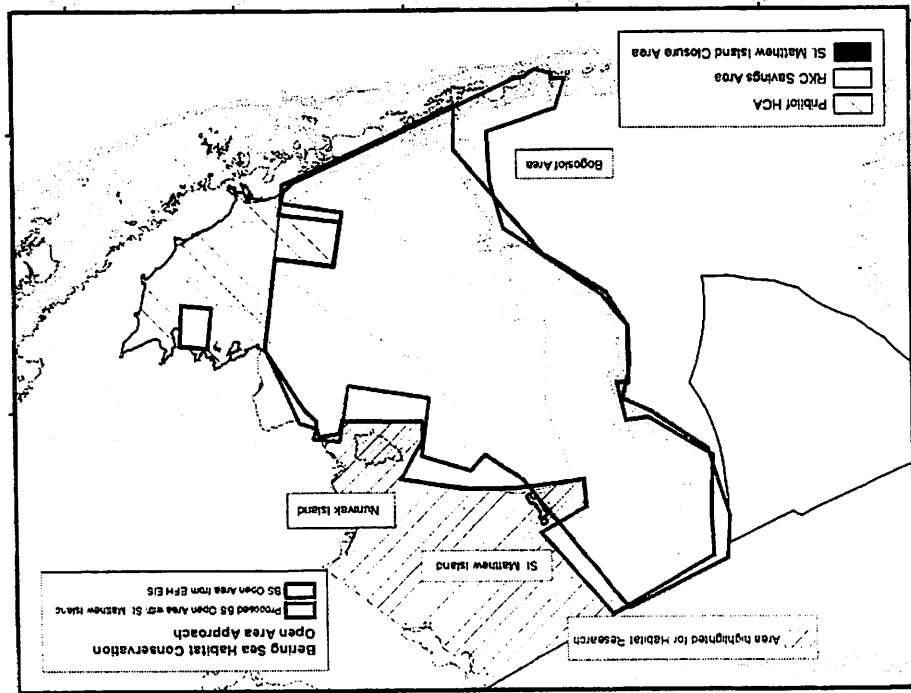 Pribilof HCA
RKC Savings Area
St. Matthew Island Closure Area
Bogoslof Area
Nunivak Island
St Matthew Island
Area highlighted for Habitat Research
Bering Sea Habitat Conservation
Open Area Approach
Proposed BS Open Area with St. Matthew Island
BS Open Area from EFH EIS